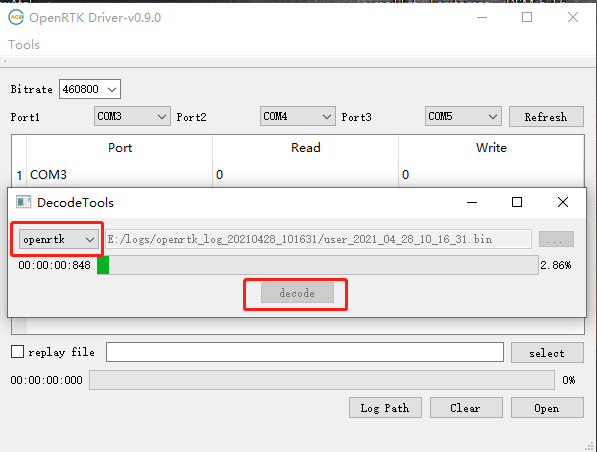 OpenRTK Driver-v0.9.0
Tools
Bitrate 460800
Port1 COM3 Port2 COM4 Port3 COM5 Refresh
Port Read Write
1 COM3 0 0
DecodeTools
openrtk E:/logs/openrtk_log_20210428_101631/user_2021_04_28_10_16_31.bin ...
00:00:00:848 2.86%
decode
replay file select
00:00:00:000 0%
Log Path Clear Open